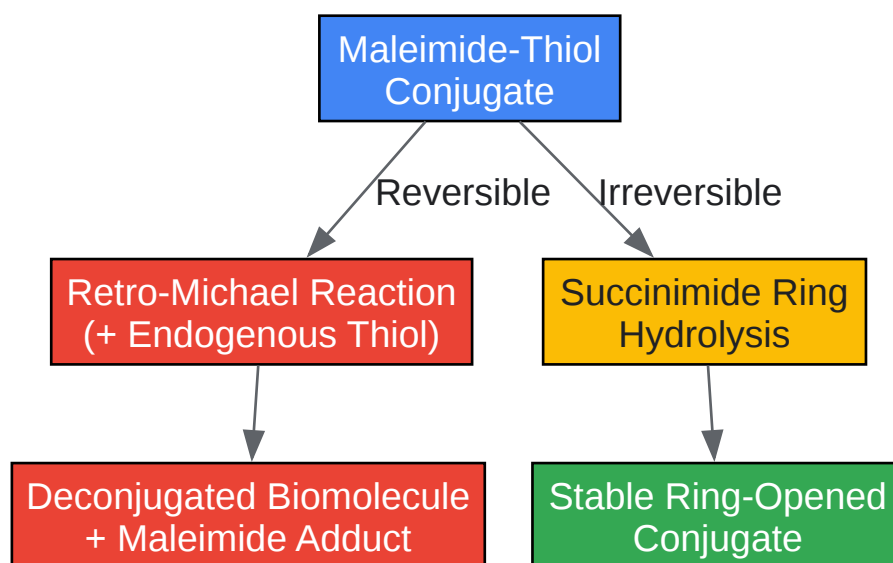 Maleimide-Thiol
Conjugate
Reversible
Irreversible
Retro-Michael Reaction
(+ Endogenous Thiol)
Succinimide Ring
Hydrolysis
Deconjugated Biomolecule
+ Maleimide Adduct
Stable Ring-Opened
Conjugate